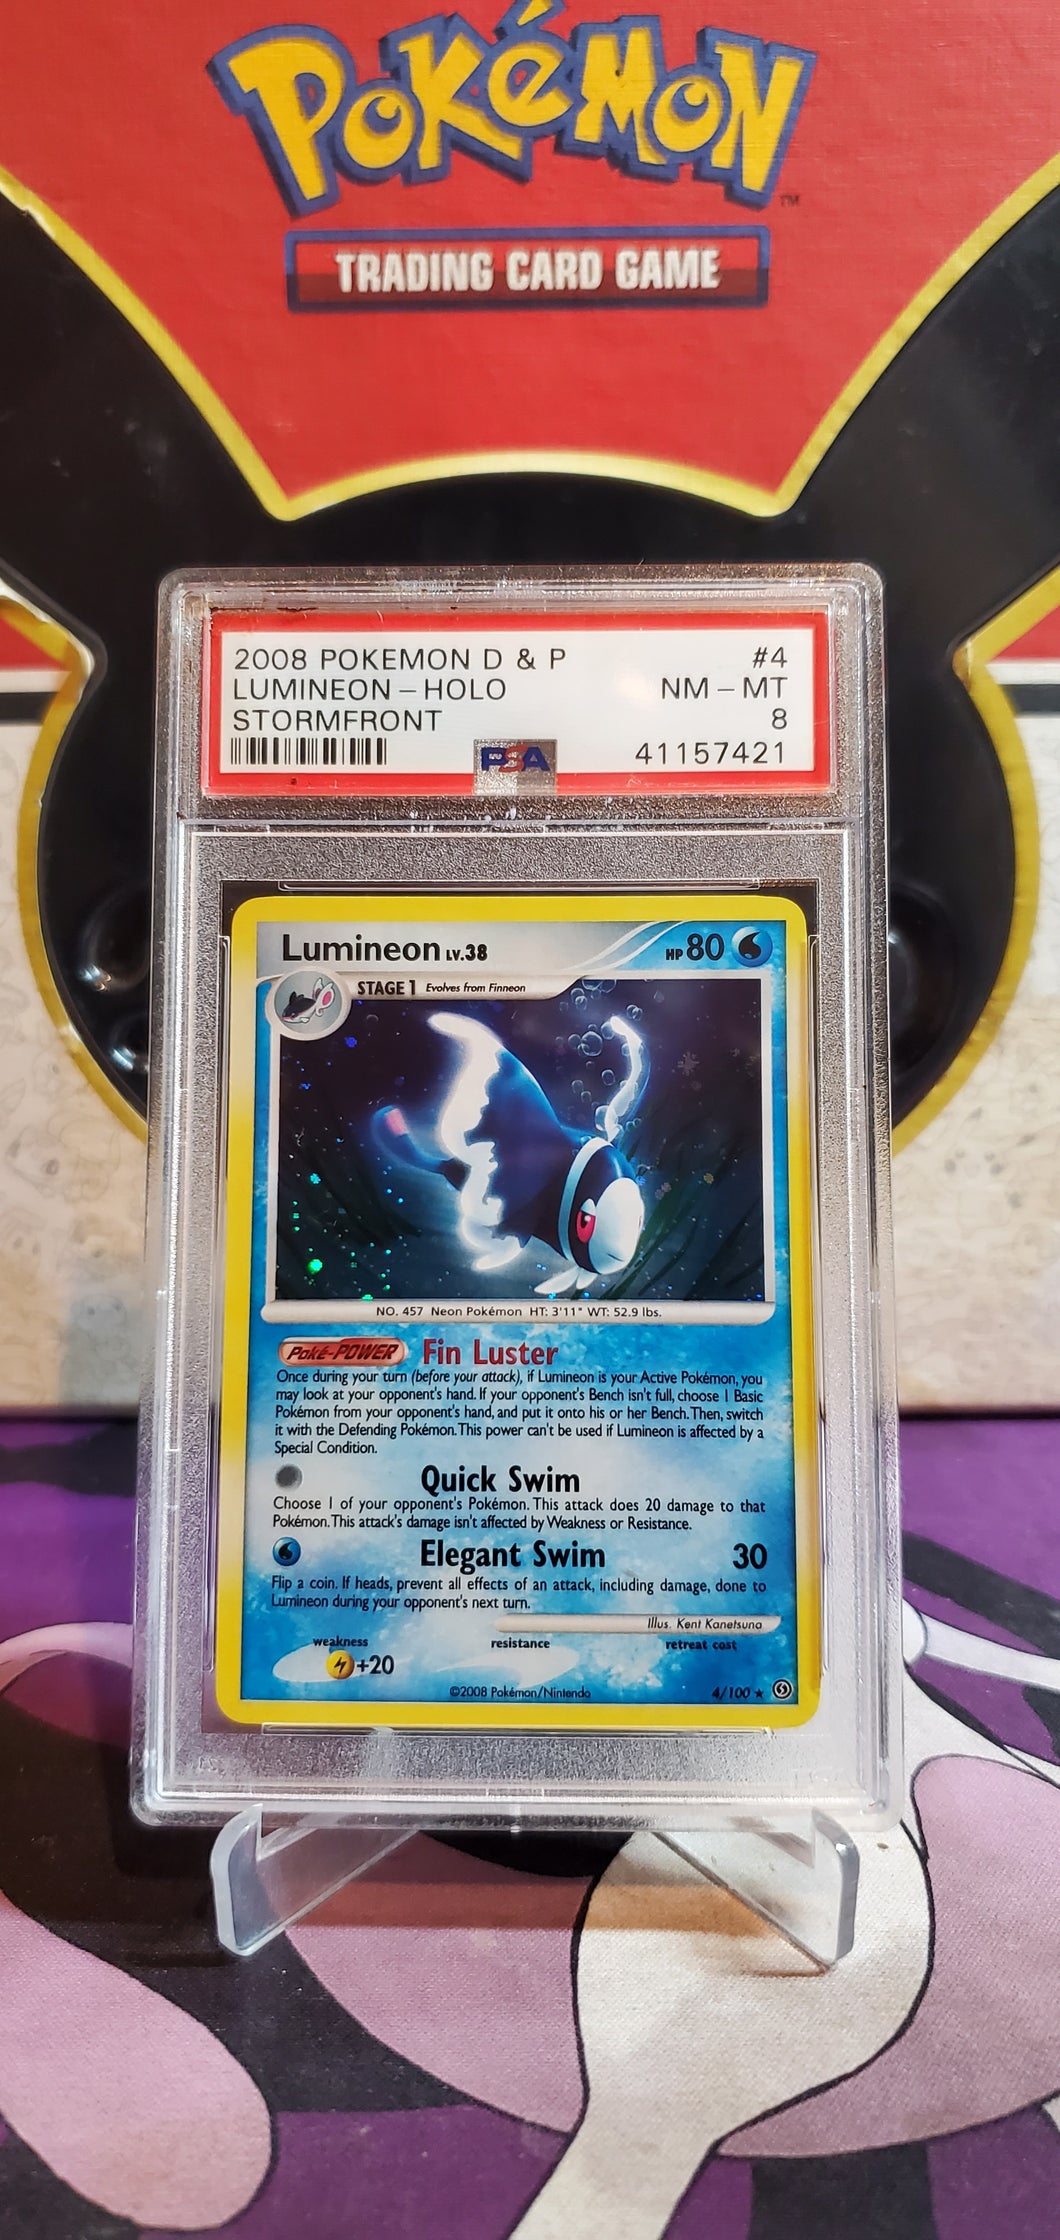 POKéMON
TM
TRADING CARD GAME
2008 POKEMON D & P #4
LUMINEON - HOLO NM - MT
STORMFRONT 8
PSA 41157421
Lumineon LV.38 HP 80
STAGE 1 Evolves from Finneon
NO. 457 Neon Pokémon HT: 3'11" WT: 52.9 lbs.
Poké-POWER Fin Luster
Once during your turn (before your attack), if Lumineon is your Active Pokémon, you
may look at your opponent's hand. If your opponent's Bench isn't full, choose 1 Basic
Pokémon from your opponent's hand, and put it onto his or her Bench. Then, switch
it with the Defending Pokémon. This power can't be used if Lumineon is affected by a
Special Condition.
Quick Swim
Choose 1 of your opponent's Pokémon. This attack does 20 damage to that
Pokémon. This attack's damage isn't affected by Weakness or Resistance.
Elegant Swim 30
Flip a coin. If heads, prevent all effects of an attack, including damage, done to
Lumineon during your opponent's next turn.
Illus. Kent Kanetsuna
weakness resistance retreat cost
+20
©2008 Pokémon/Nintendo 4/100 ★